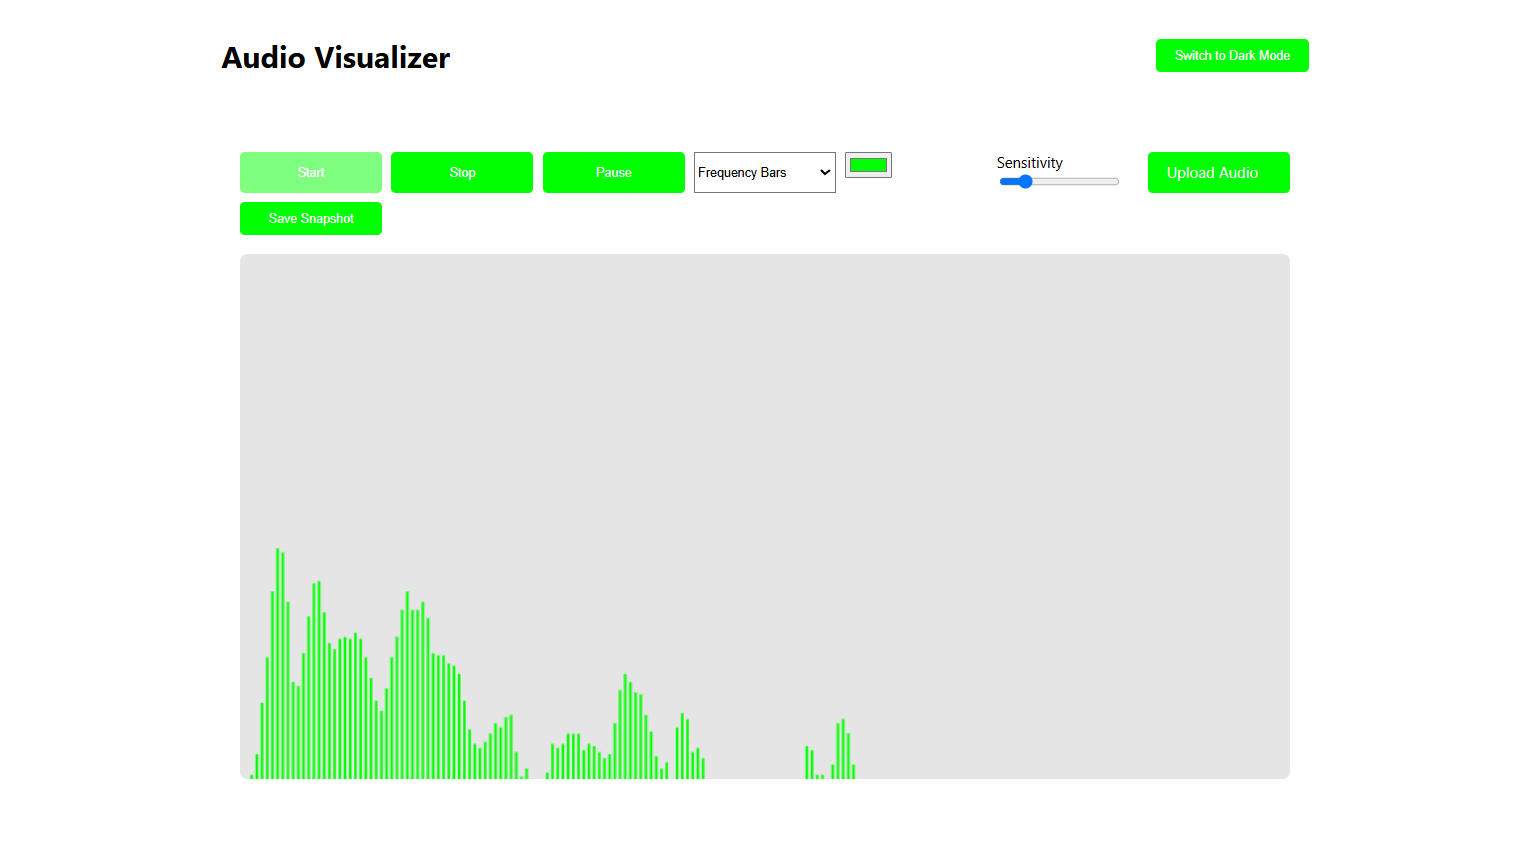 Audio Visualizer
Switch to Dark Mode
Start
Stop
Pause
Frequency Bars
Sensitivity
Upload Audio
Save Snapshot